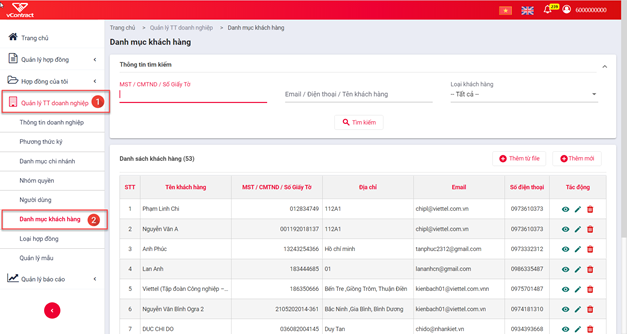 vContract
218
6000000000
Trang chủ
Quản lý hợp đồng
Hợp đồng của tôi
Quản lý TT doanh nghiệp 1
Thông tin doanh nghiệp
Phương thức ký
Danh mục chi nhánh
Nhóm quyền
Người dùng
Danh mục khách hàng 2
Loại hợp đồng
Quản lý mẫu
Quản lý báo cáo
Trang chủ > Quản lý TT doanh nghiệp > Danh mục khách hàng
Danh mục khách hàng
Thông tin tìm kiếm
MST / CMTND / Số Giấy Tờ
Email / Điện thoại / Tên khách hàng
Loại khách hàng
-- Tất cả --
Tìm kiếm
Danh sách khách hàng (53)
Thêm từ file
Thêm mới
STT Tên khách hàng MST / CMTND / Số Giấy Tờ Địa chỉ Email Số điện thoại Tác động
1 Phạm Linh Chi 012834749 112A1 chipl@viettel.com.vn 0973610373
2 Nguyễn Văn A 001192018137 112A1 chipl@viettel.com.vn 0973610373
3 Anh Phúc 13243254366 Hồ chí minh tanphuc2312@gmail.com 0973332312
4 Lan Anh 183444685 01 lananhcn@gmail.com 0986335487
5 Viettel (Tập đoàn Công nghiệp –... 186350666 Bến Tre,Giồng Trôm, Thuận Điền kienbach01@viettel.com.vnn 0975701487
6 Nguyễn Văn Bình Ogra 2 2105202014-361 Bắc Ninh ,Gia Bình, Bình Dương kienbach01@viettel.com.vn 0974181310
7 DUC CHI DO 036082004145 Duy Tan chido@nhankiet.vn 0934393668